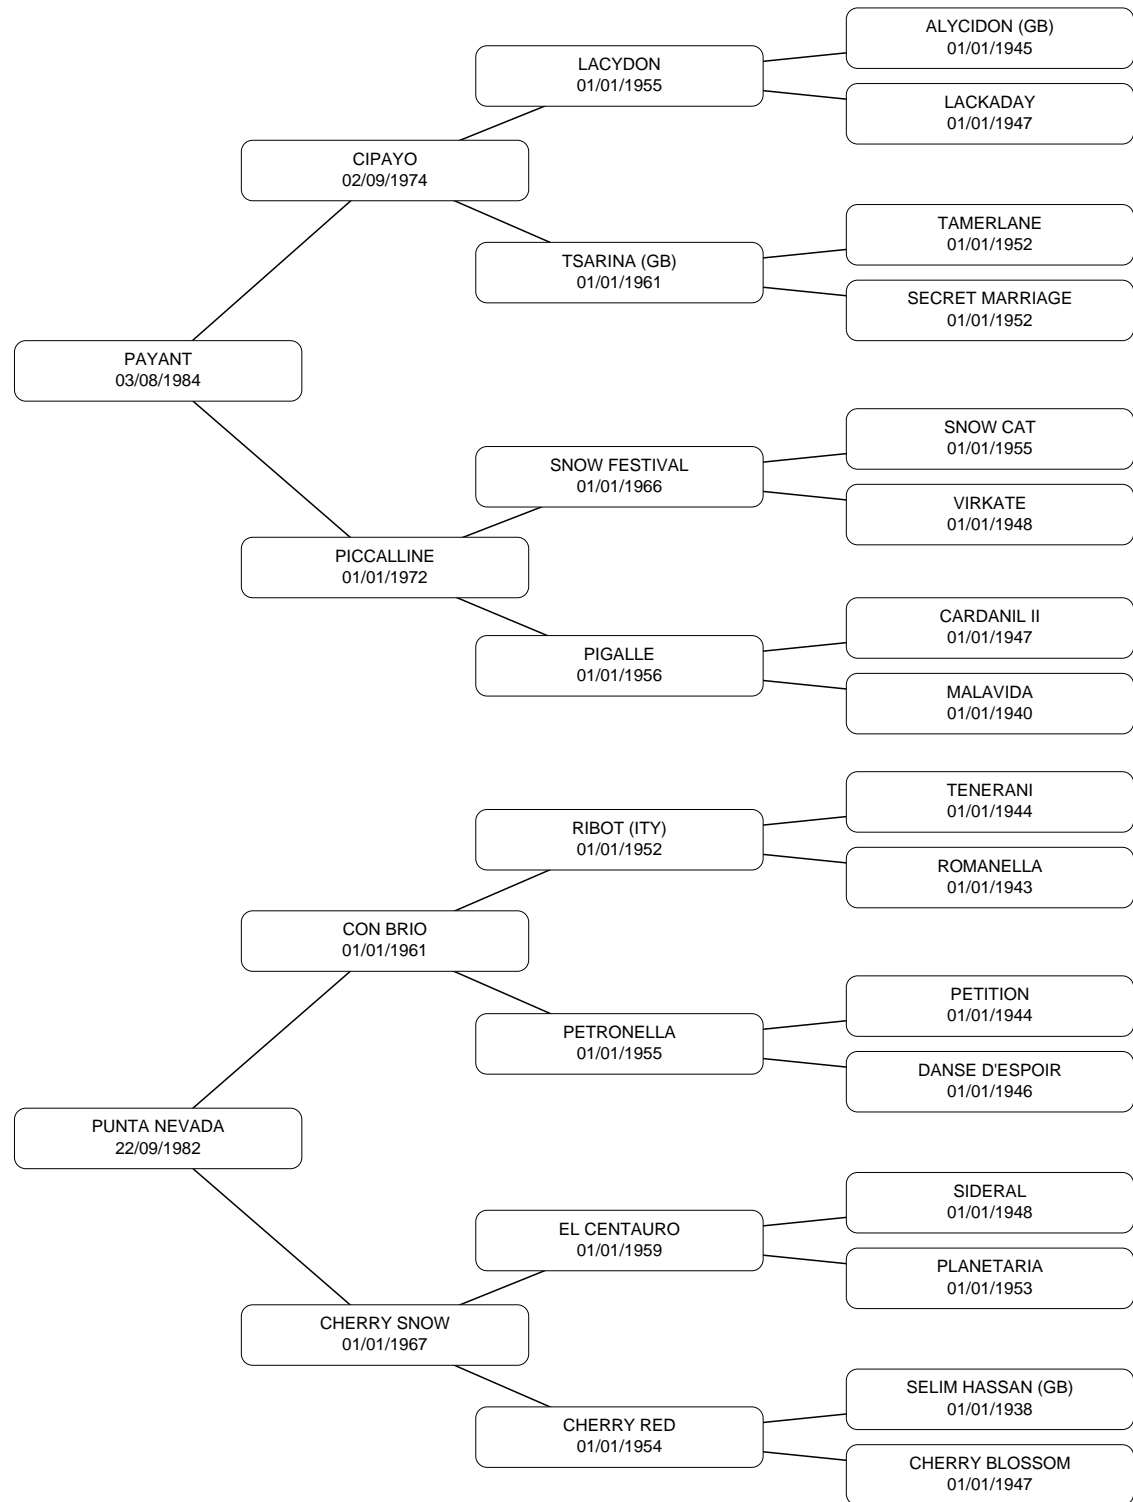 ALYCIDON (GB)
01/01/1945
LACYDON
01/01/1955
LACKADAY
01/01/1947
CIPAYO
02/09/1974
TAMERLANE
01/01/1952
TSARINA (GB)
01/01/1961
SECRET MARRIAGE
01/01/1952
PAYANT
03/08/1984
SNOW CAT
01/01/1955
SNOW FESTIVAL
01/01/1966
VIRKATE
01/01/1948
PICCALLINE
01/01/1972
CARDANIL II
01/01/1947
PIGALLE
01/01/1956
MALAVIDA
01/01/1940
TENERANI
01/01/1944
RIBOT (ITY)
01/01/1952
ROMANELLA
01/01/1943
CON BRIO
01/01/1961
PETITION
01/01/1944
PETRONELLA
01/01/1955
DANSE D'ESPOIR
01/01/1946
PUNTA NEVADA
22/09/1982
SIDERAL
01/01/1948
EL CENTAURO
01/01/1959
PLANETARIA
01/01/1953
CHERRY SNOW
01/01/1967
SELIM HASSAN (GB)
01/01/1938
CHERRY RED
01/01/1954
CHERRY BLOSSOM
01/01/1947